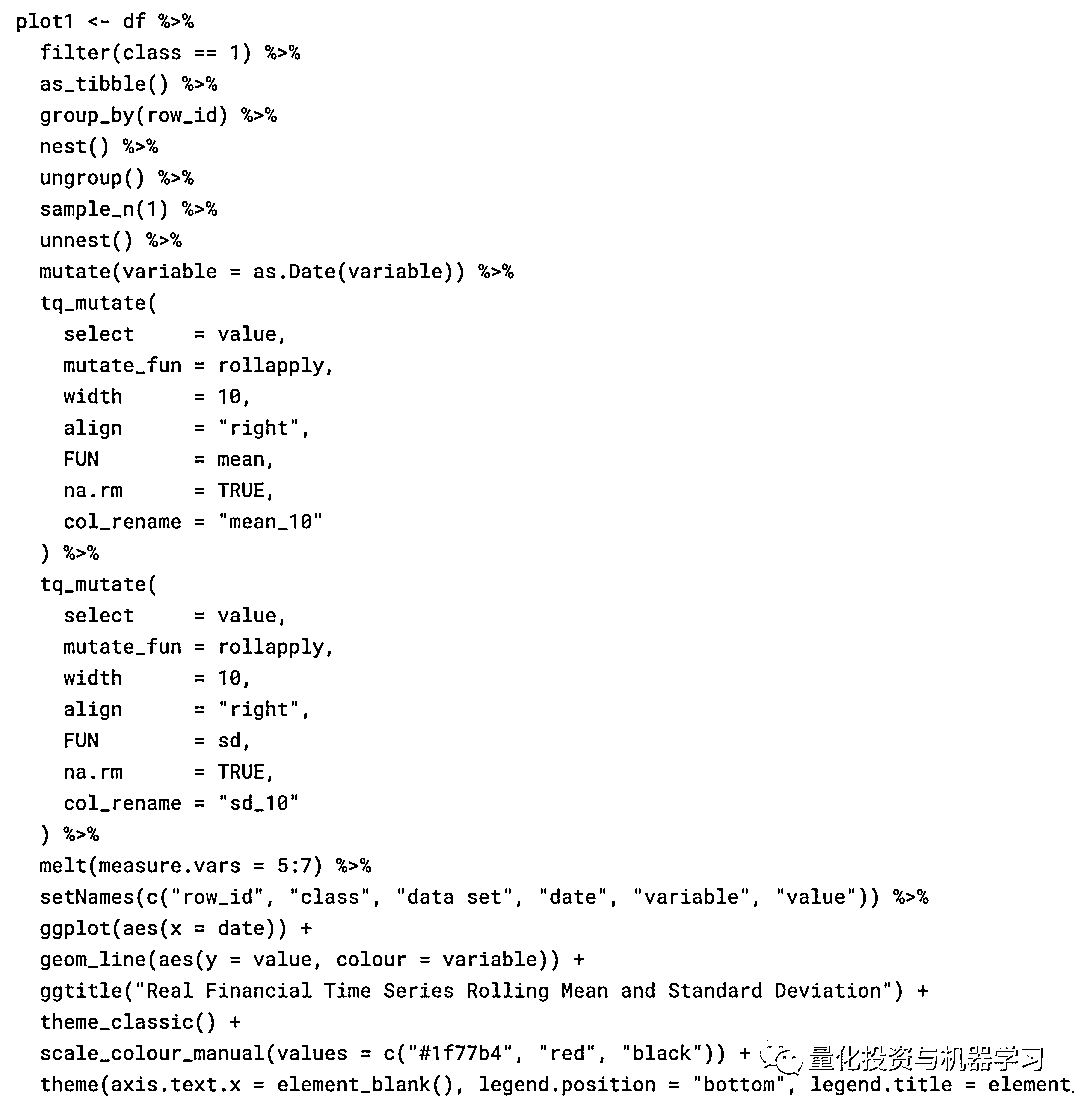 plot1 <- df %>%
  filter(class == 1) %>%
  as_tibble() %>%
  group_by(row_id) %>%
  nest() %>%
  ungroup() %>%
  sample_n(1) %>%
  unnest() %>%
  mutate(variable = as.Date(variable)) %>%
  tq_mutate(
    select     = value,
    mutate_fun = rollapply,
    width      = 10,
    align      = "right",
    FUN        = mean,
    na.rm      = TRUE,
    col_rename = "mean_10"
  ) %>%
  tq_mutate(
    select     = value,
    mutate_fun = rollapply,
    width      = 10,
    align      = "right",
    FUN        = sd,
    na.rm      = TRUE,
    col_rename = "sd_10"
  ) %>%
  melt(measure.vars = 5:7) %>%
  setNames(c("row_id", "class", "data set", "date", "variable", "value")) %>%
  ggplot(aes(x = date)) +
  geom_line(aes(y = value, colour = variable)) +
  ggtitle("Real Financial Time Series Rolling Mean and Standard Deviation") +
  theme_classic() +
  scale_colour_manual(values = c("#1f77b4", "red", "black")) +
量化投资与机器学习
  theme(axis.text.x = element_blank(), legend.position = "bottom", legend.title = element_